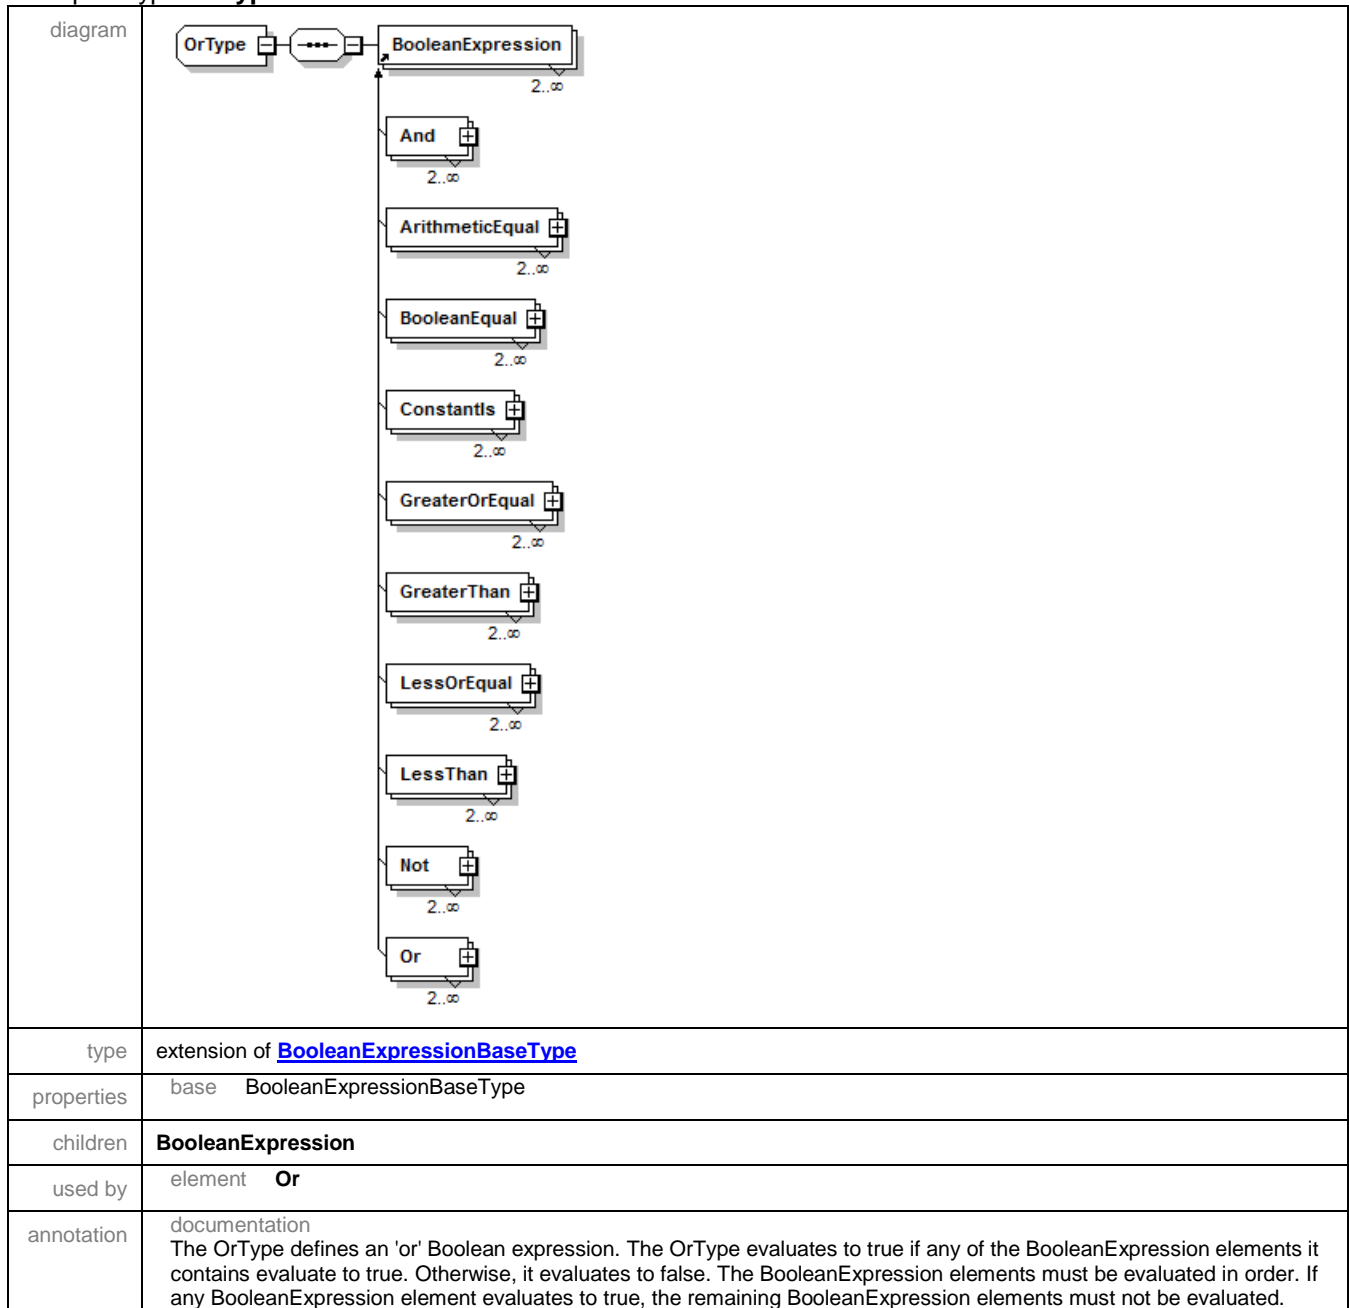 diagram
OrType
BooleanExpression
2..∞
And
2..∞
ArithmeticEqual
2..∞
BooleanEqual
2..∞
ConstantIs
2..∞
GreaterOrEqual
2..∞
GreaterThan
2..∞
LessOrEqual
2..∞
LessThan
2..∞
Not
2..∞
Or
2..∞
type extension of BooleanExpressionBaseType
properties base BooleanExpressionBaseType
children BooleanExpression
used by element Or
annotation documentation
The OrType defines an 'or' Boolean expression. The OrType evaluates to true if any of the BooleanExpression elements it
contains evaluate to true. Otherwise, it evaluates to false. The BooleanExpression elements must be evaluated in order. If
any BooleanExpression element evaluates to true, the remaining BooleanExpression elements must not be evaluated.